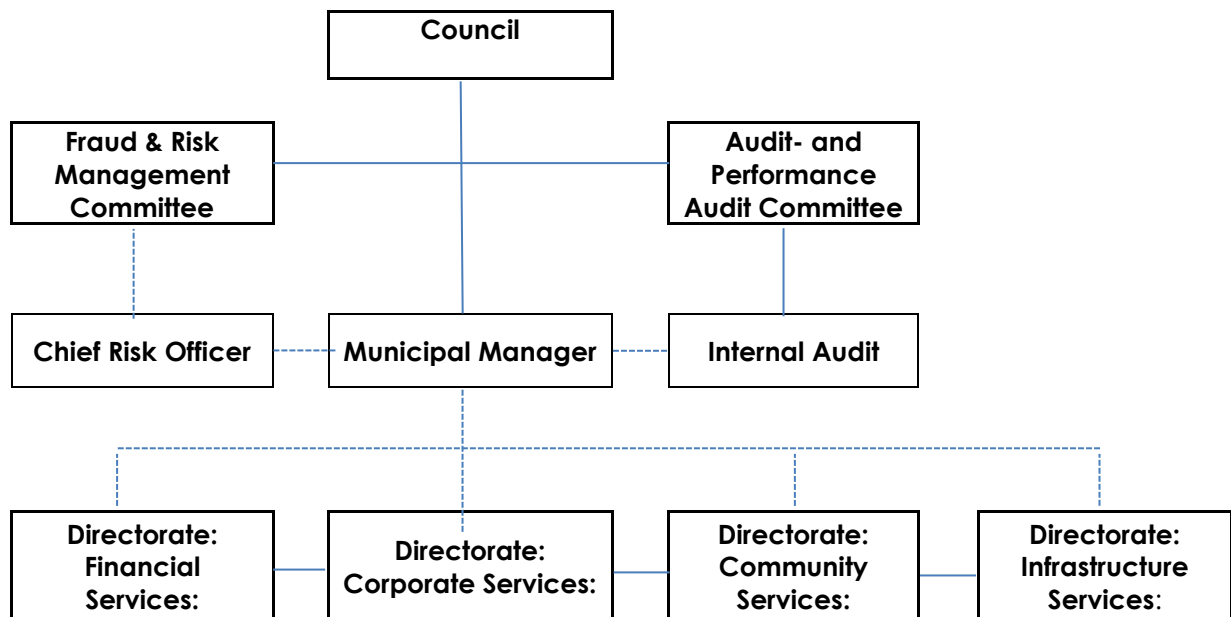 Council
Fraud & Risk
Management
Committee
Audit- and
Performance
Audit Committee
Chief Risk Officer
Municipal Manager
Internal Audit
Directorate:
Financial
Services:
Directorate:
Corporate Services:
Directorate:
Community
Services:
Directorate:
Infrastructure
Services: